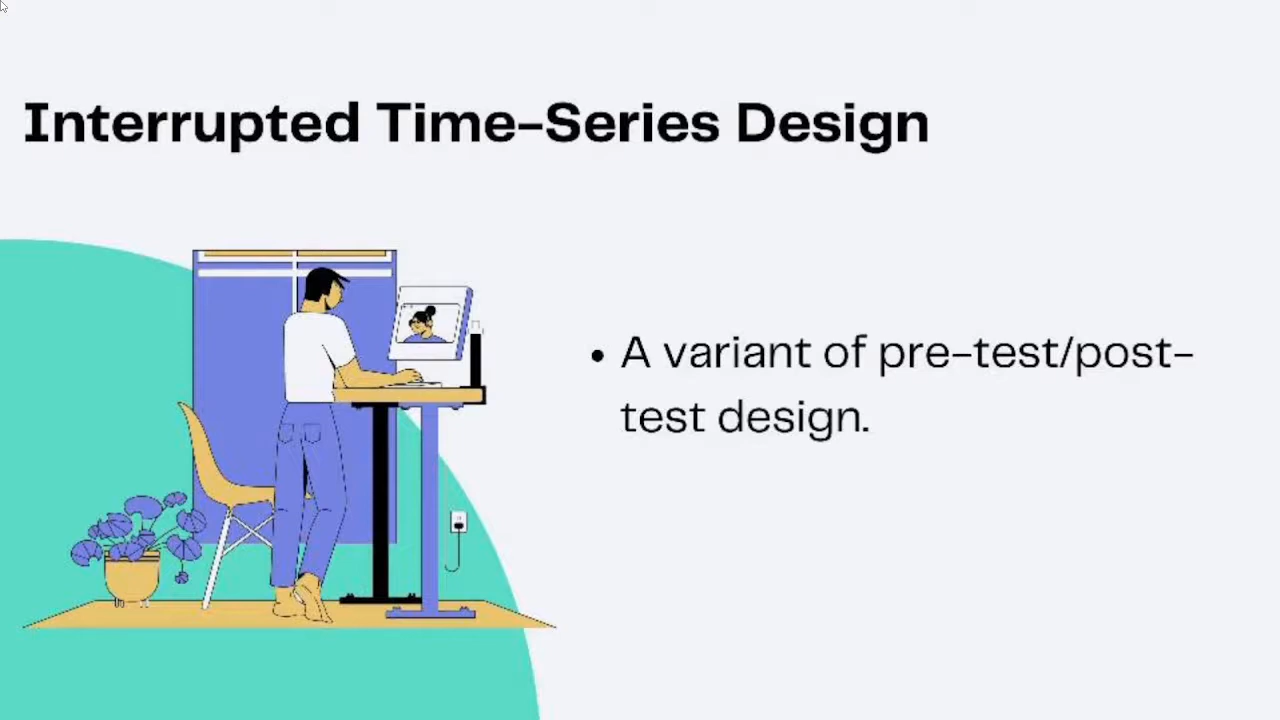 Interrupted Time-Series Design
• A variant of pre-test/post-
test design.